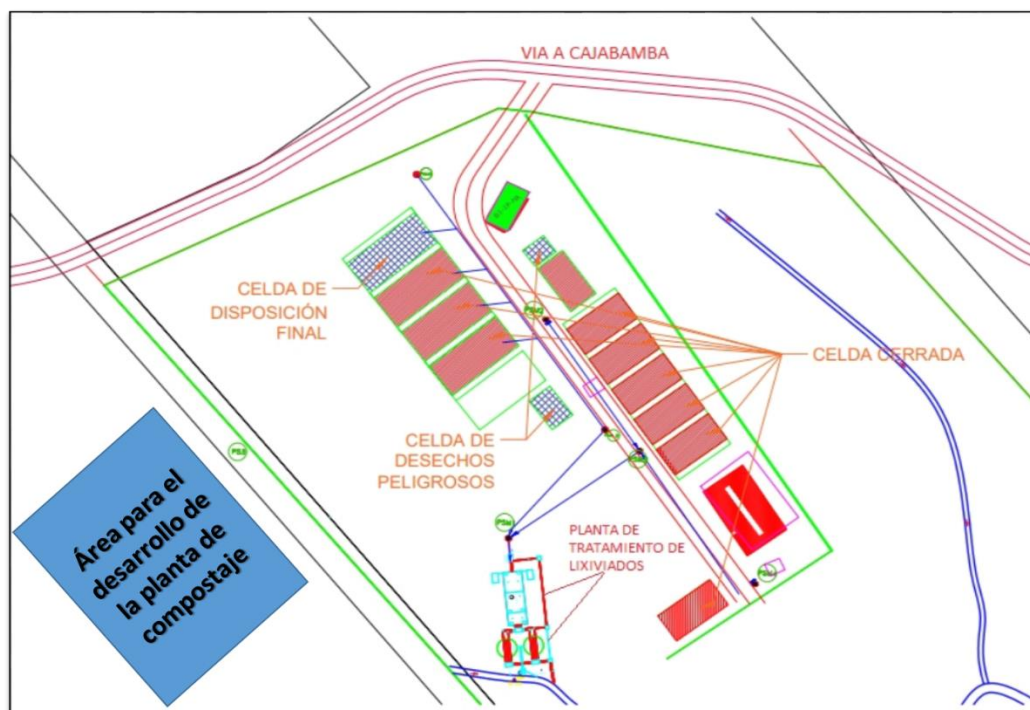 VIA A CAJABAMBA
CELDA DE
DISPOSICIÓN
FINAL
CELDA CERRADA
CELDA DE
DESECHOS
PELIGROSOS
PLANTA DE
TRATAMIENTO DE
LIXIVIADOS
Área para el
desarrollo de
la planta de
compostaje